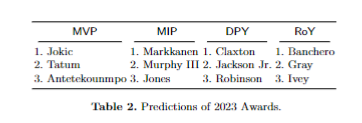 MVP MIP DPY RoY
1. Jokic 1. Markkanen 1. Claxton 1. Banchero
2. Tatum 2. Murphy III 2. Jackson Jr. 2. Gray
3. Antetekounmpo 3. Jones 3. Robinson 3. Ivey
Table 2. Predictions of 2023 Awards.